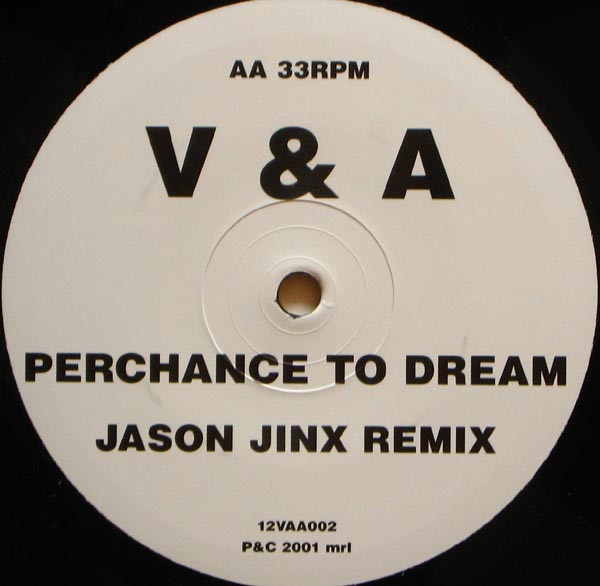 AA 33RPM
V & A
PERCHANCE TO DREAM
JASON JINX REMIX
12VAA002
P&C 2001 mrl